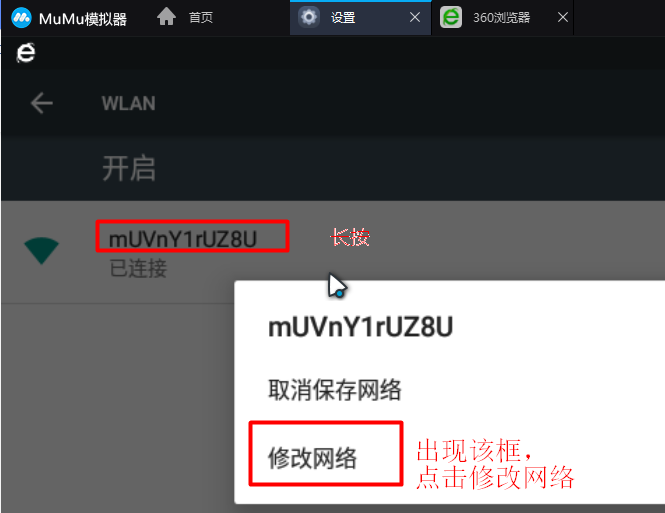 MuMu模拟器 首页 设置 360浏览器
WLAN
开启
mUVnY1rUZ8U 长按
已连接
mUVnY1rUZ8U
取消保存网络
修改网络
出现该框，
点击修改网络